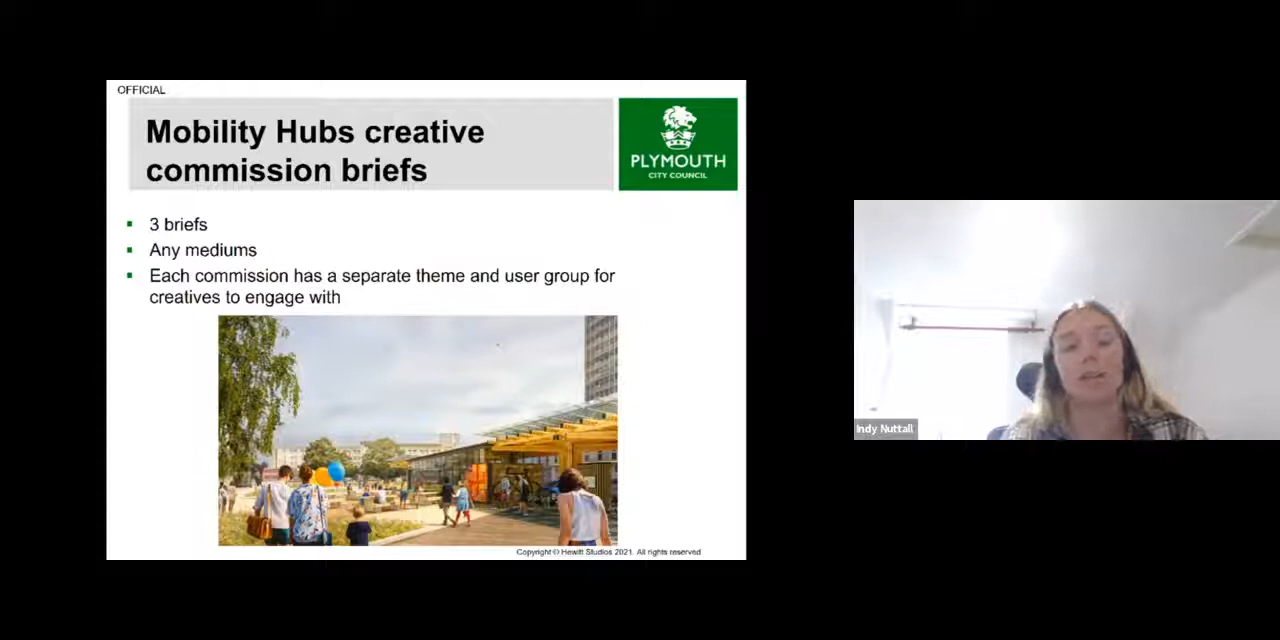 OFFICIAL
Mobility Hubs creative
commission briefs
PLYMOUTH
CITY COUNCIL
3 briefs
Any mediums
Each commission has a separate theme and user group for
creatives to engage with
Copyright © Hewitt Studios 2021. All rights reserved
Indy Nuttall